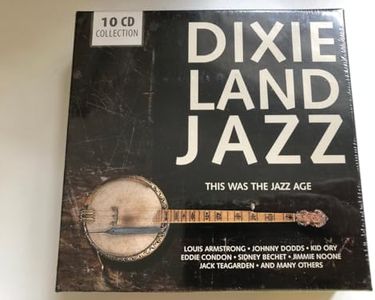 10 CD
COLLECTION
DIXIE
LAND
JAZZ
THIS WAS THE JAZZ AGE
LOUIS ARMSTRONG • JOHNNY DODDS • KID ORY
EDDIE CONDON • SIDNEY BECHET • JIMMIE NOONE
JACK TEAGARDEN • AND MANY OTHERS